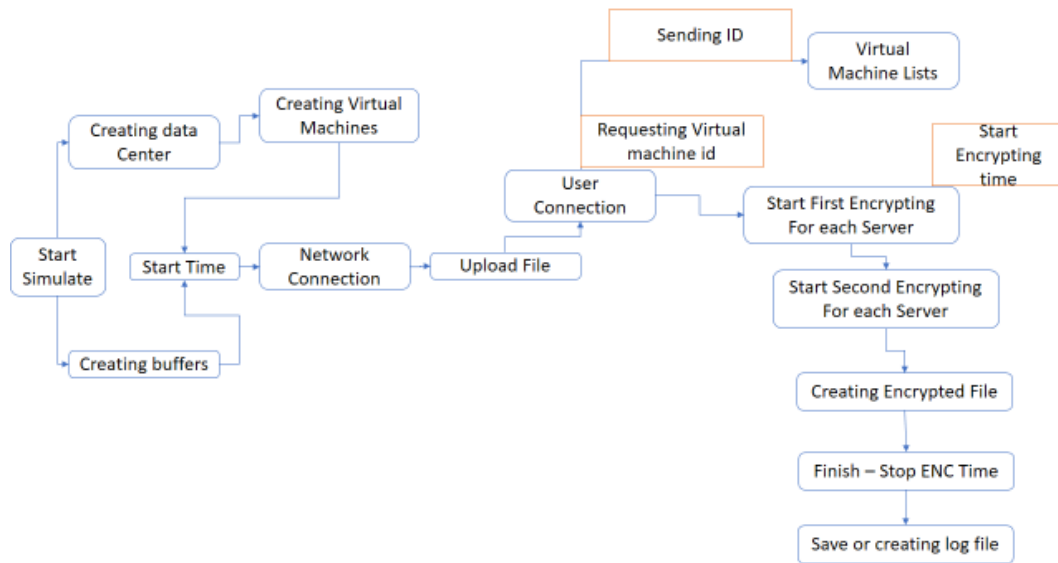 Sending ID
Virtual
Machine Lists
Creating Virtual
Machines
Creating data
Center
Requesting Virtual
machine id
Start
Encrypting
time
User
Connection
Start First Encrypting
For each Server
Start
Simulate
Start Time
Network
Connection
Upload File
Start Second Encrypting
For each Server
Creating buffers
Creating Encrypted File
Finish – Stop ENC Time
Save or creating log file